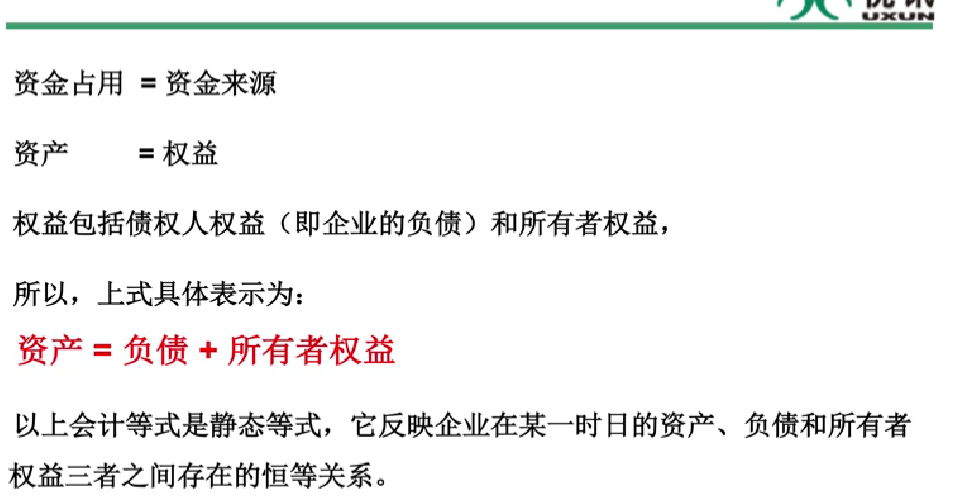 UXUN
资金占用 = 资金来源
资产 = 权益
权益包括债权人权益（即企业的负债）和所有者权益，
所以，上式具体表示为：
资产 = 负债 + 所有者权益
以上会计等式是静态等式，它反映企业在某一时日的资产、负债和所有者
权益三者之间存在的恒等关系。